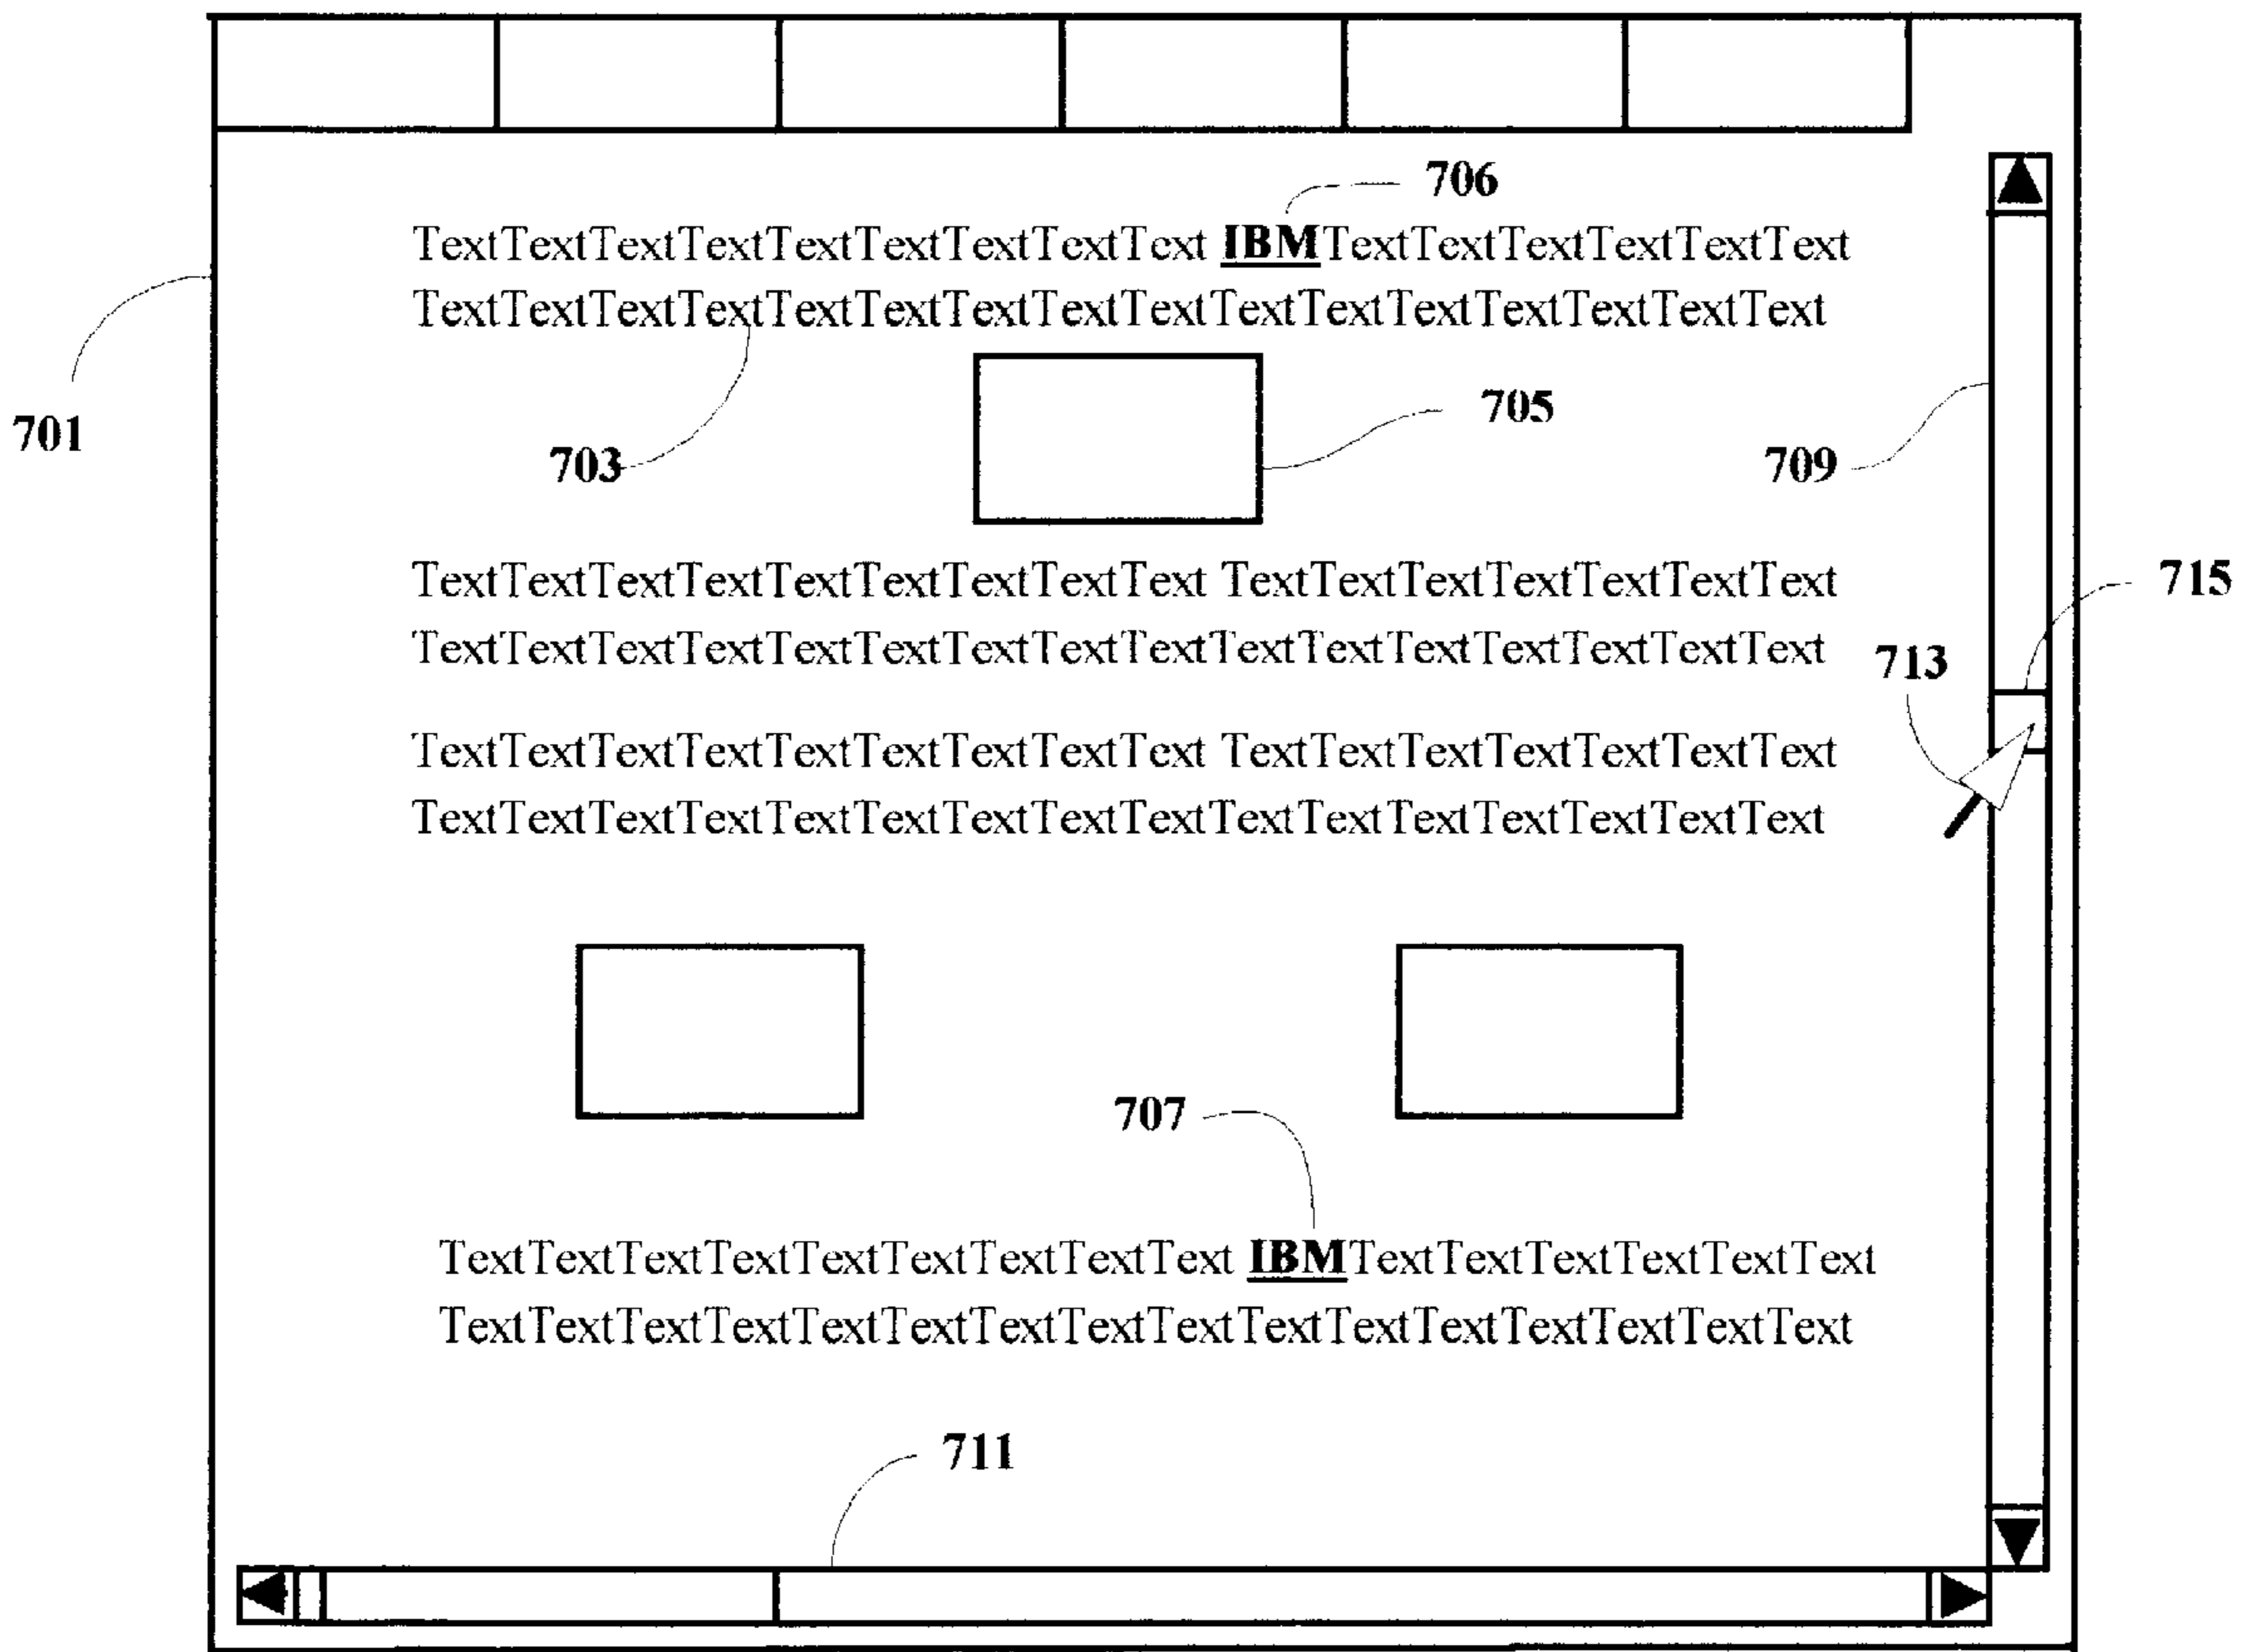 706
TextTextTextTextTextTextTextTextText IBMTextTextTextTextTextText
TextTextTextTextTextTextTextTextTextTextTextTextTextTextTextText
705
701
703
709
TextTextTextTextTextTextTextTextText TextTextTextTextTextTextText
715
TextTextTextTextTextTextTextTextTextTextTextTextTextTextTextText
713
TextTextTextTextTextTextTextTextText TextTextTextTextTextTextText
TextTextTextTextTextTextTextTextTextTextTextTextTextTextTextText
707
TextTextTextTextTextTextTextTextText IBMTextTextTextTextTextText
TextTextTextTextTextTextTextTextTextTextTextTextTextTextTextText
711